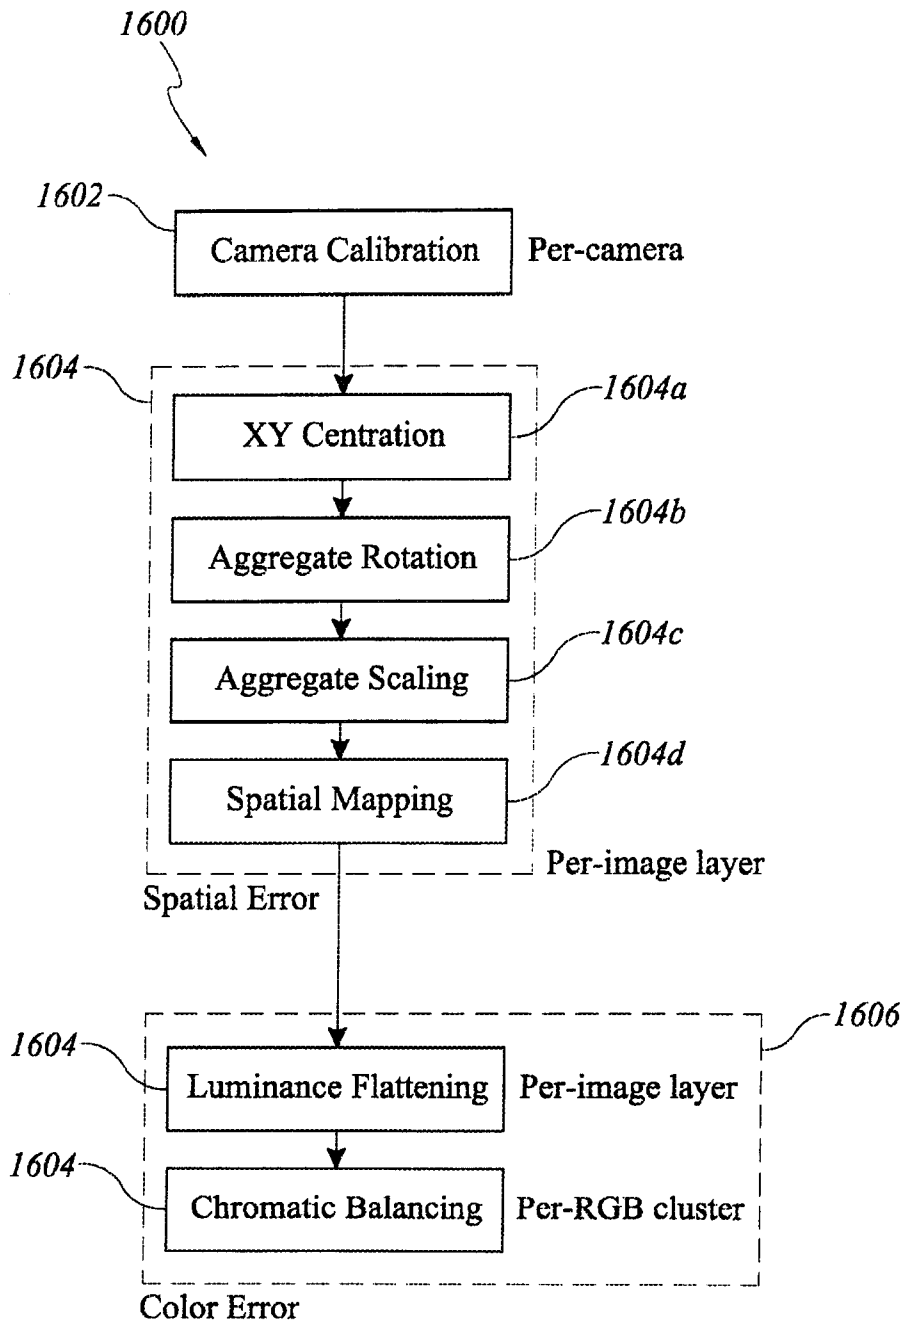 1600
1602
Camera Calibration
Per-camera
1604
1604a
XY Centration
1604b
Aggregate Rotation
1604c
Aggregate Scaling
1604d
Spatial Mapping
Per-image layer
Spatial Error
1606
1604
Luminance Flattening
Per-image layer
1604
Chromatic Balancing
Per-RGB cluster
Color Error